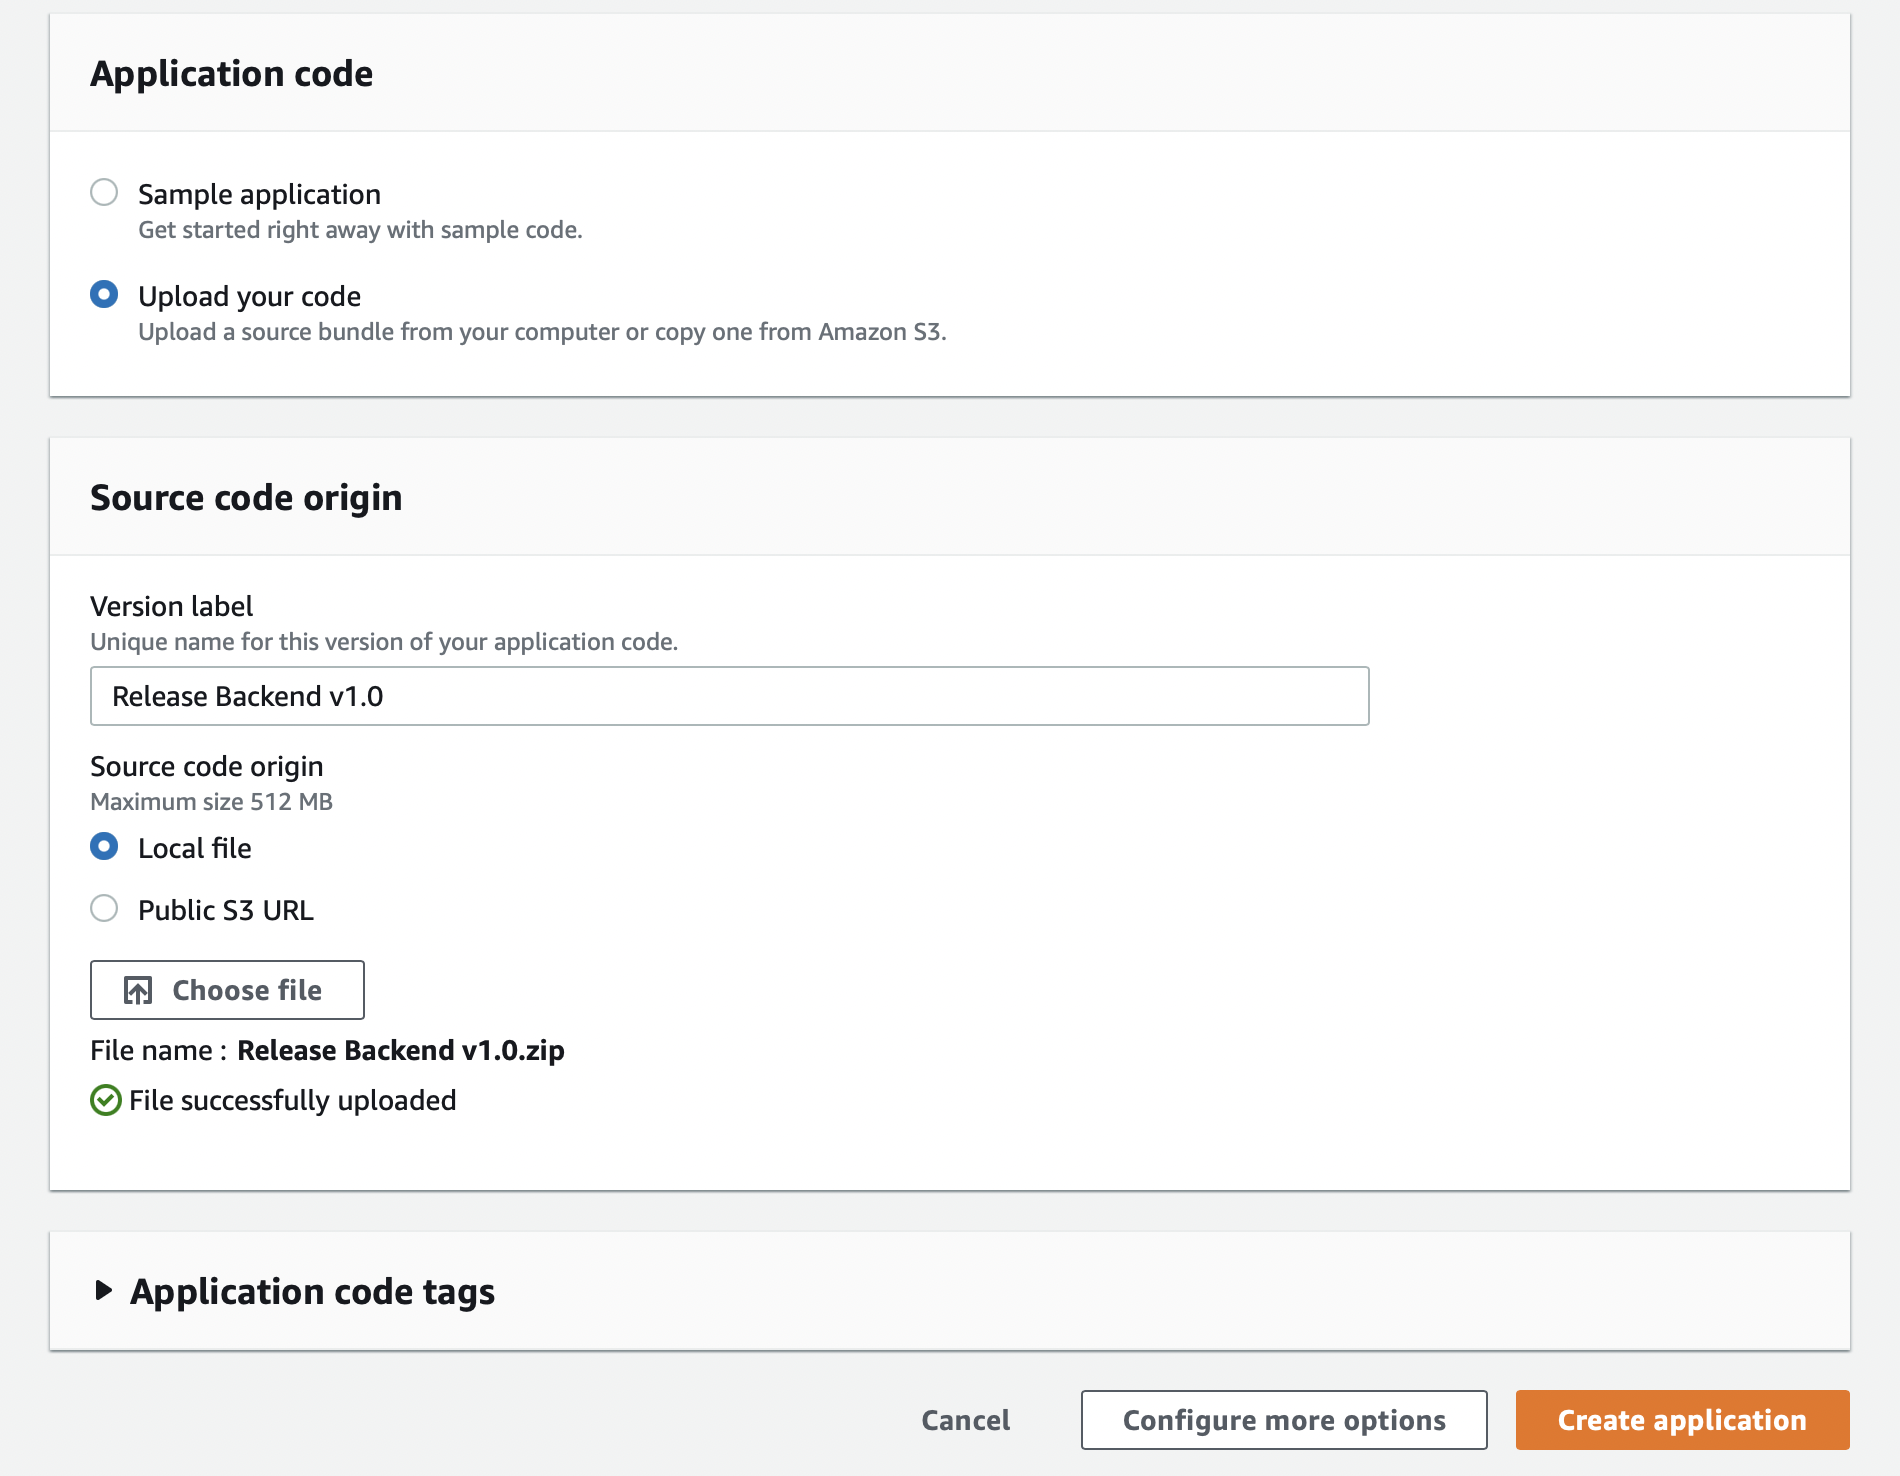 Application code
Sample application
Get started right away with sample code.
Upload your code
Upload a source bundle from your computer or copy one from Amazon S3.
Source code origin
Version label
Unique name for this version of your application code.
Release Backend v1.0
Source code origin
Maximum size 512 MB
Local file
Public S3 URL
Choose file
File name : Release Backend v1.0.zip
File successfully uploaded
Application code tags
Cancel Configure more options Create application